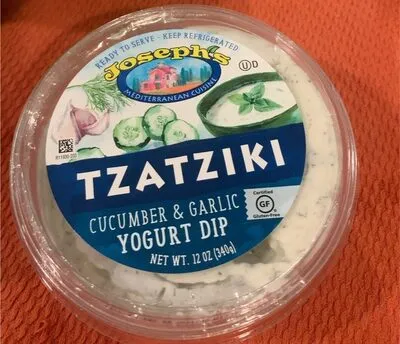 READY TO SERVE - KEEP REFRIGERATED
Joseph's
MEDITERRANEAN CUISINE
U D
TZATZIKI
CUCUMBER & GARLIC
YOGURT DIP
NET WT. 12 OZ (340g)
Certified
GF
Gluten-Free